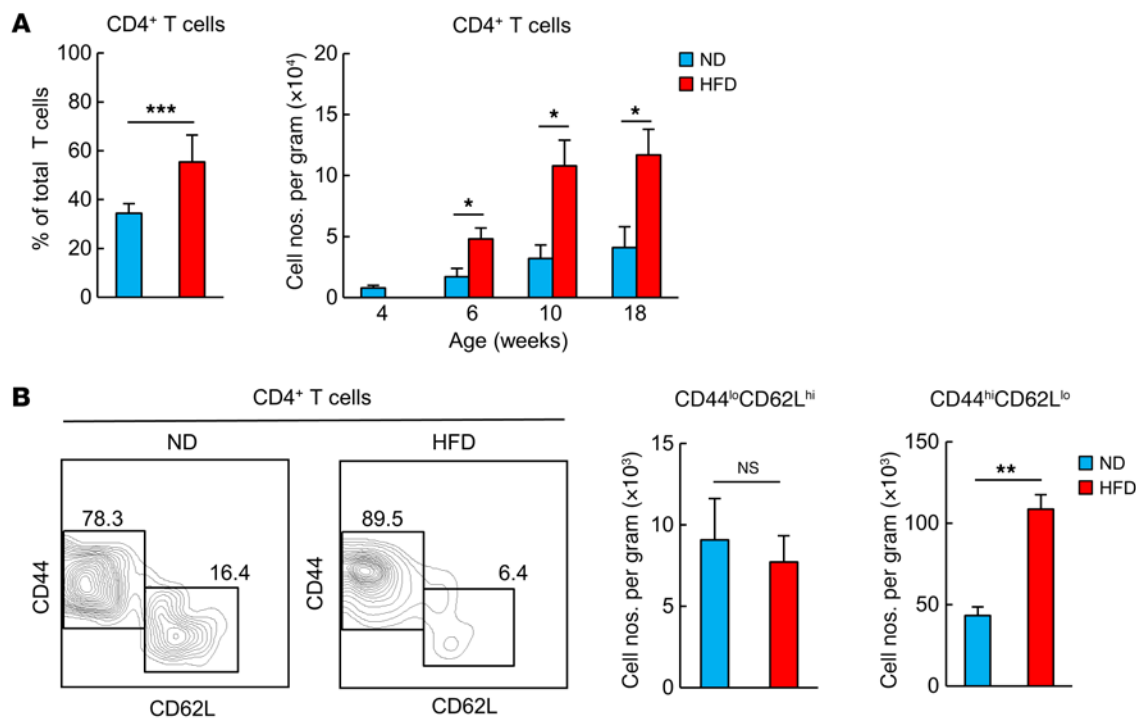 A
CD4⁺ T cells
% of total T cells
100
80
60
40
20
0
***
CD4⁺ T cells
Cell nos. per gram (×10⁴)
20
15
10
5
0
*
*
*
4 6 10 18
Age (weeks)
ND
HFD
B
CD4⁺ T cells
ND
78.3
16.4
CD44
CD62L
HFD
89.5
6.4
CD44
CD62L
CD44ˡᵒCD62Lʰⁱ
Cell nos. per gram (×10³)
15
10
5
0
NS
CD44ʰⁱCD62Lˡᵒ
Cell nos. per gram (×10³)
150
100
50
0
**
ND
HFD